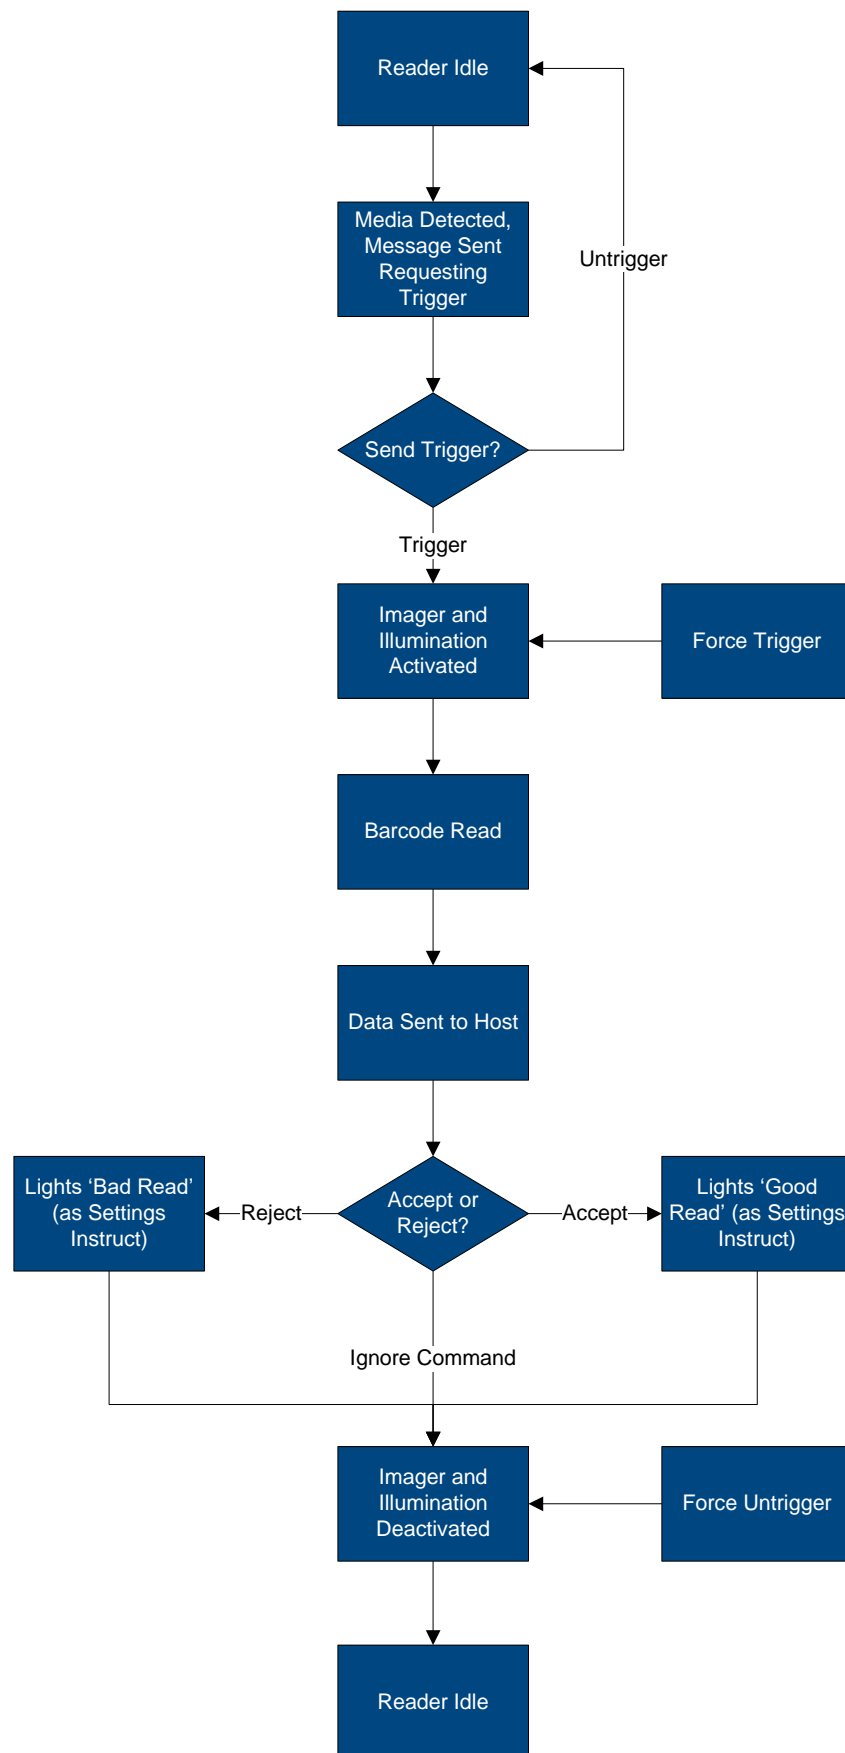 Reader Idle
Media Detected,
Message Sent
Requesting
Trigger
Untrigger
Send Trigger?
Trigger
Imager and
Illumination
Activated
Force Trigger
Barcode Read
Data Sent to Host
Lights ‘Bad Read’
(as Settings
Instruct)
Reject
Accept or
Reject?
Accept
Lights ‘Good
Read’ (as Settings
Instruct)
Ignore Command
Imager and
Illumination
Deactivated
Force Untrigger
Reader Idle